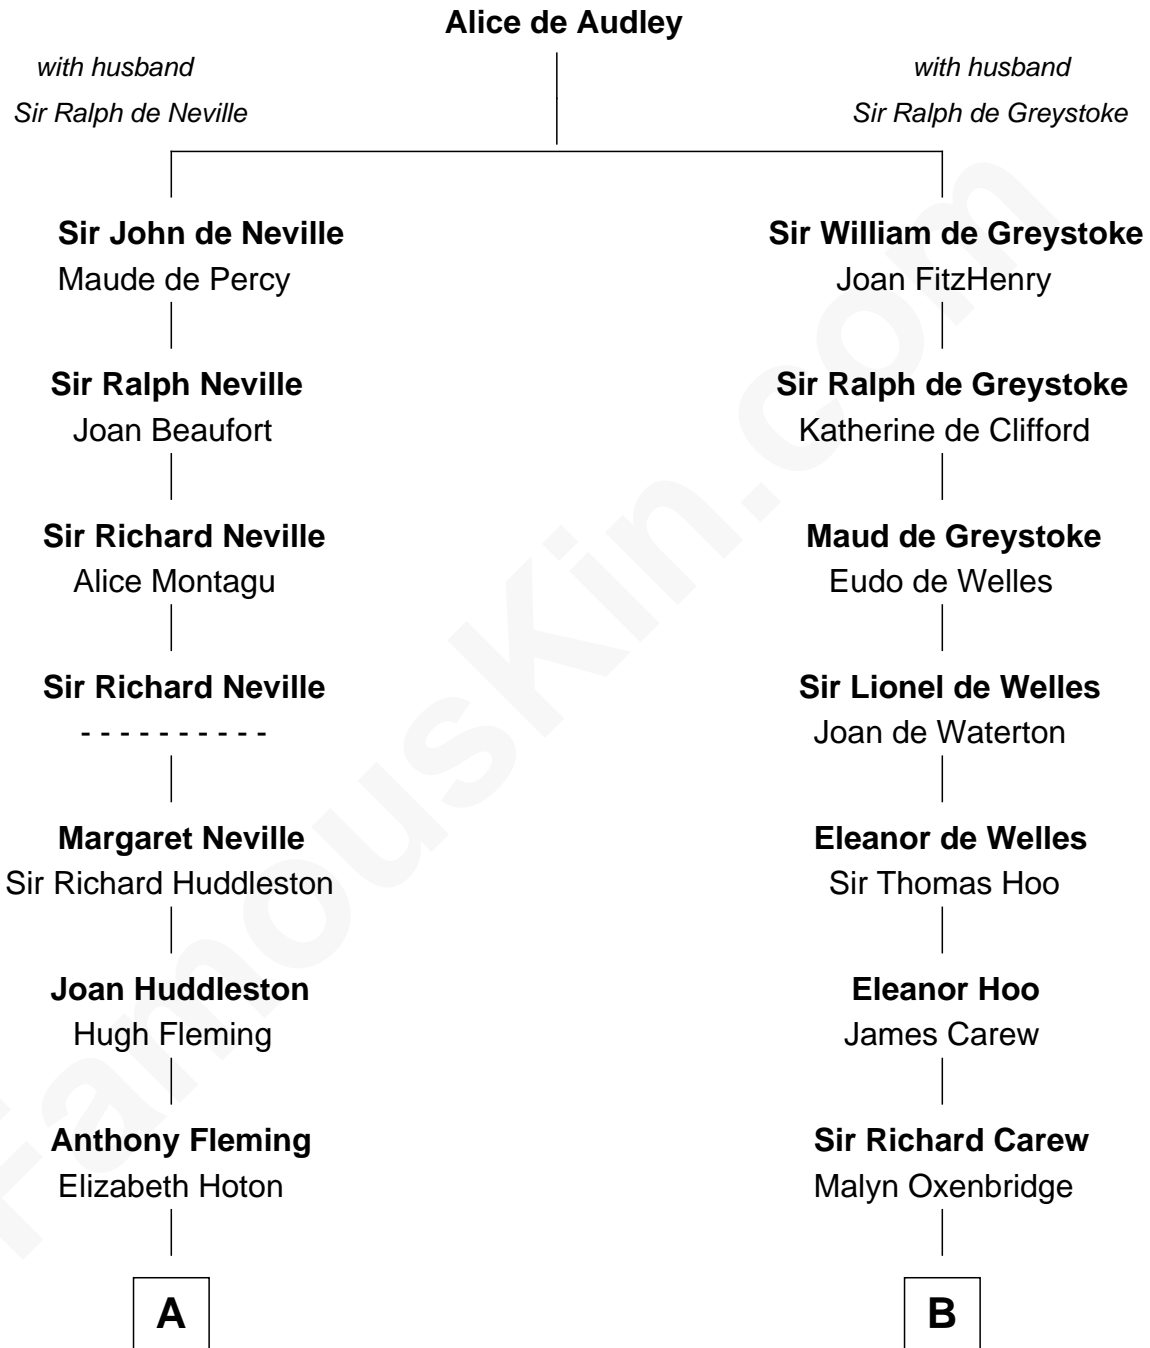 Alice de Audley
with husband
Sir Ralph de Neville
with husband
Sir Ralph de Greystoke
Sir John de Neville
Maude de Percy
Sir William de Greystoke
Joan FitzHenry
Sir Ralph Neville
Joan Beaufort
Sir Ralph de Greystoke
Katherine de Clifford
Sir Richard Neville
Alice Montagu
Maud de Greystoke
Eudo de Welles
Sir Richard Neville
- - - - - - - - - -
Sir Lionel de Welles
Joan de Waterton
Margaret Neville
Sir Richard Huddleston
Eleanor de Welles
Sir Thomas Hoo
Joan Huddleston
Hugh Fleming
Eleanor Hoo
James Carew
Anthony Fleming
Elizabeth Hoton
Sir Richard Carew
Malyn Oxenbridge
A
B
FamousKin.com